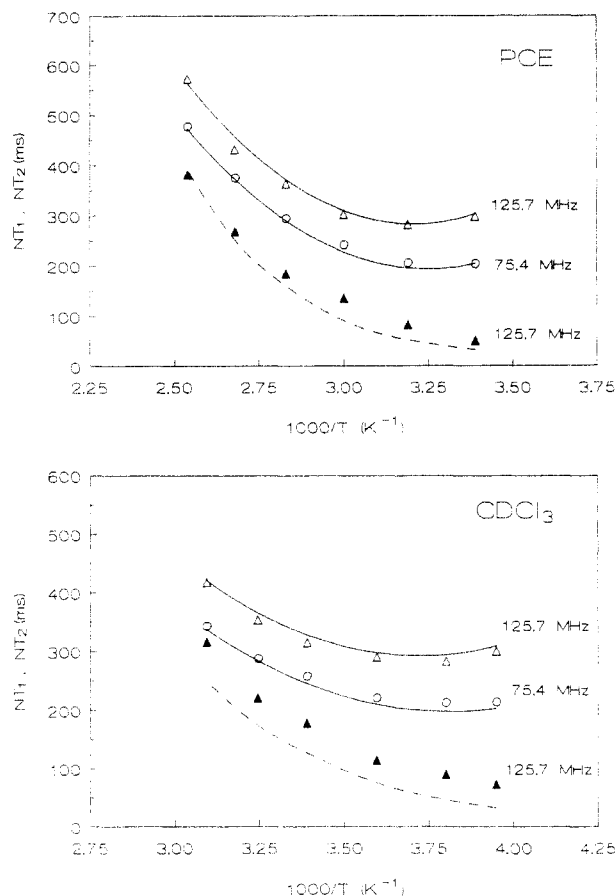 PCE
700
600
500
400
300
200
100
0
NT₁, NT₂ (ms)
125.7 MHz
75.4 MHz
125.7 MHz
2.25 2.50 2.75 3.00 3.25 3.50 3.75
1000/T (K⁻¹)
CDCl₃
600
500
400
300
200
100
0
NT₁, NT₂ (ms)
125.7 MHz
75.4 MHz
125.7 MHz
2.75 3.00 3.25 3.50 3.75 4.00 4.25
1000/T (K⁻¹)